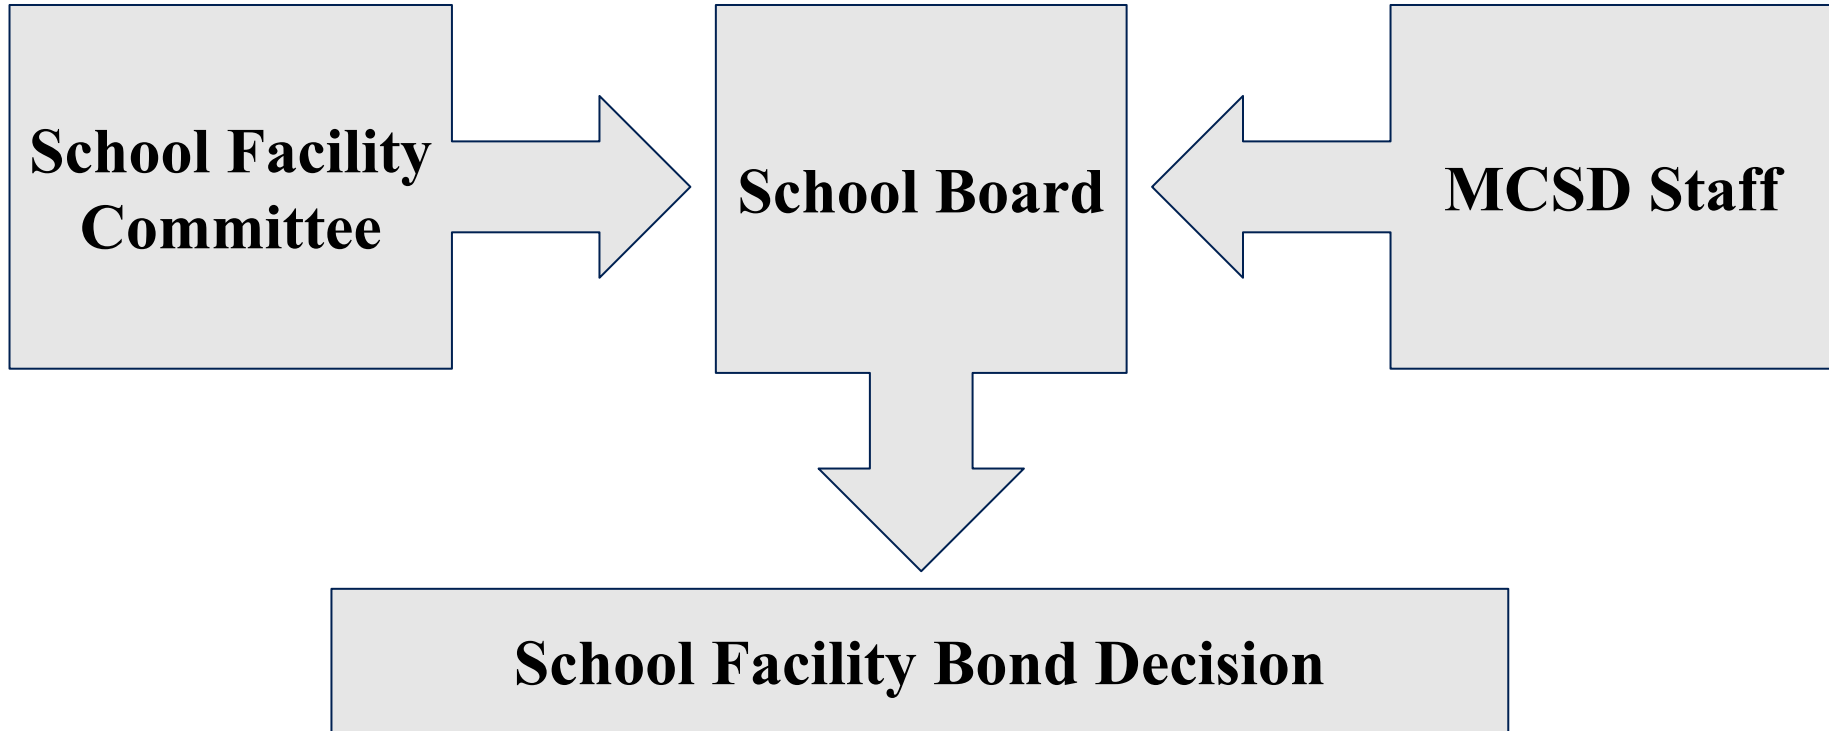 School Facility
Committee
School Board
MCSD Staff
School Facility Bond Decision